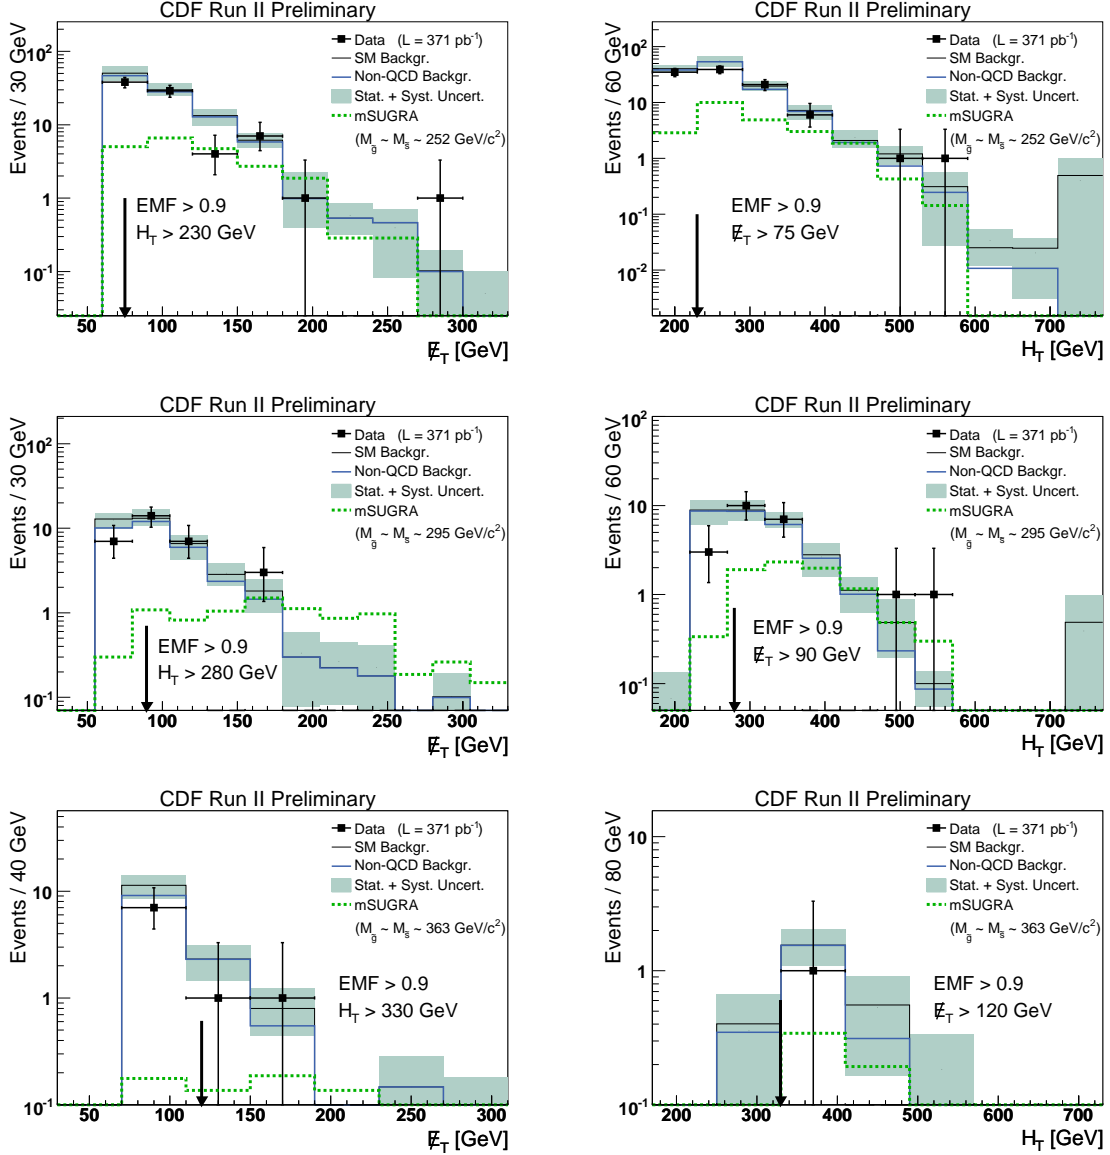 CDF Run II Preliminary
Events / 30 GeV
10²
10
1
10⁻¹
Data (L = 371 pb⁻¹)
SM Backgr.
Non-QCD Backgr.
Stat. + Syst. Uncert.
mSUGRA
(M_g̃ ~ M_s̃ ~ 252 GeV/c²)
EMF > 0.9
H_T > 230 GeV
50 100 150 200 250 300
E̸_T [GeV]
CDF Run II Preliminary
Events / 60 GeV
10²
10
1
10⁻¹
10⁻²
Data (L = 371 pb⁻¹)
SM Backgr.
Non-QCD Backgr.
Stat. + Syst. Uncert.
mSUGRA
(M_g̃ ~ M_s̃ ~ 252 GeV/c²)
EMF > 0.9
E̸_T > 75 GeV
200 300 400 500 600 700
H_T [GeV]
CDF Run II Preliminary
Events / 30 GeV
10²
10
1
10⁻¹
Data (L = 371 pb⁻¹)
SM Backgr.
Non-QCD Backgr.
Stat. + Syst. Uncert.
mSUGRA
(M_g̃ ~ M_s̃ ~ 295 GeV/c²)
EMF > 0.9
H_T > 280 GeV
50 100 150 200 250 300
E̸_T [GeV]
CDF Run II Preliminary
Events / 60 GeV
10²
10
1
10⁻¹
Data (L = 371 pb⁻¹)
SM Backgr.
Non-QCD Backgr.
Stat. + Syst. Uncert.
mSUGRA
(M_g̃ ~ M_s̃ ~ 295 GeV/c²)
EMF > 0.9
E̸_T > 90 GeV
200 300 400 500 600 700
H_T [GeV]
CDF Run II Preliminary
Events / 40 GeV
10
1
10⁻¹
Data (L = 371 pb⁻¹)
SM Backgr.
Non-QCD Backgr.
Stat. + Syst. Uncert.
mSUGRA
(M_g̃ ~ M_s̃ ~ 363 GeV/c²)
EMF > 0.9
H_T > 330 GeV
50 100 150 200 250 300
E̸_T [GeV]
CDF Run II Preliminary
Events / 80 GeV
10
1
10⁻¹
Data (L = 371 pb⁻¹)
SM Backgr.
Non-QCD Backgr.
Stat. + Syst. Uncert.
mSUGRA
(M_g̃ ~ M_s̃ ~ 363 GeV/c²)
EMF > 0.9
E̸_T > 120 GeV
200 300 400 500 600 700
H_T [GeV]